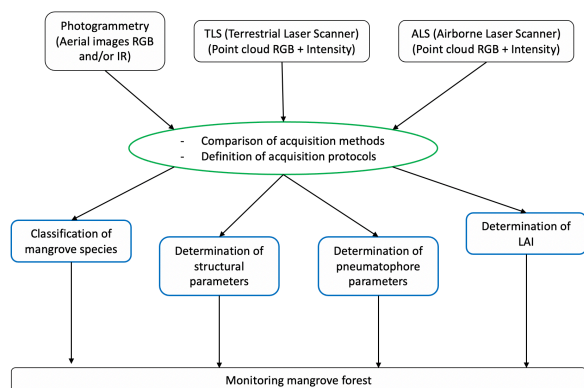 Photogrammetry
(Aerial images RGB
and/or IR)
TLS (Terrestrial Laser Scanner)
(Point cloud RGB + Intensity)
ALS (Airborne Laser Scanner)
(Point cloud RGB + Intensity)
- Comparison of acquisition methods
- Definition of acquisition protocols
Classification of
mangrove species
Determination of
structural
parameters
Determination of
pneumatophore
parameters
Determination of
LAI
Monitoring mangrove forest